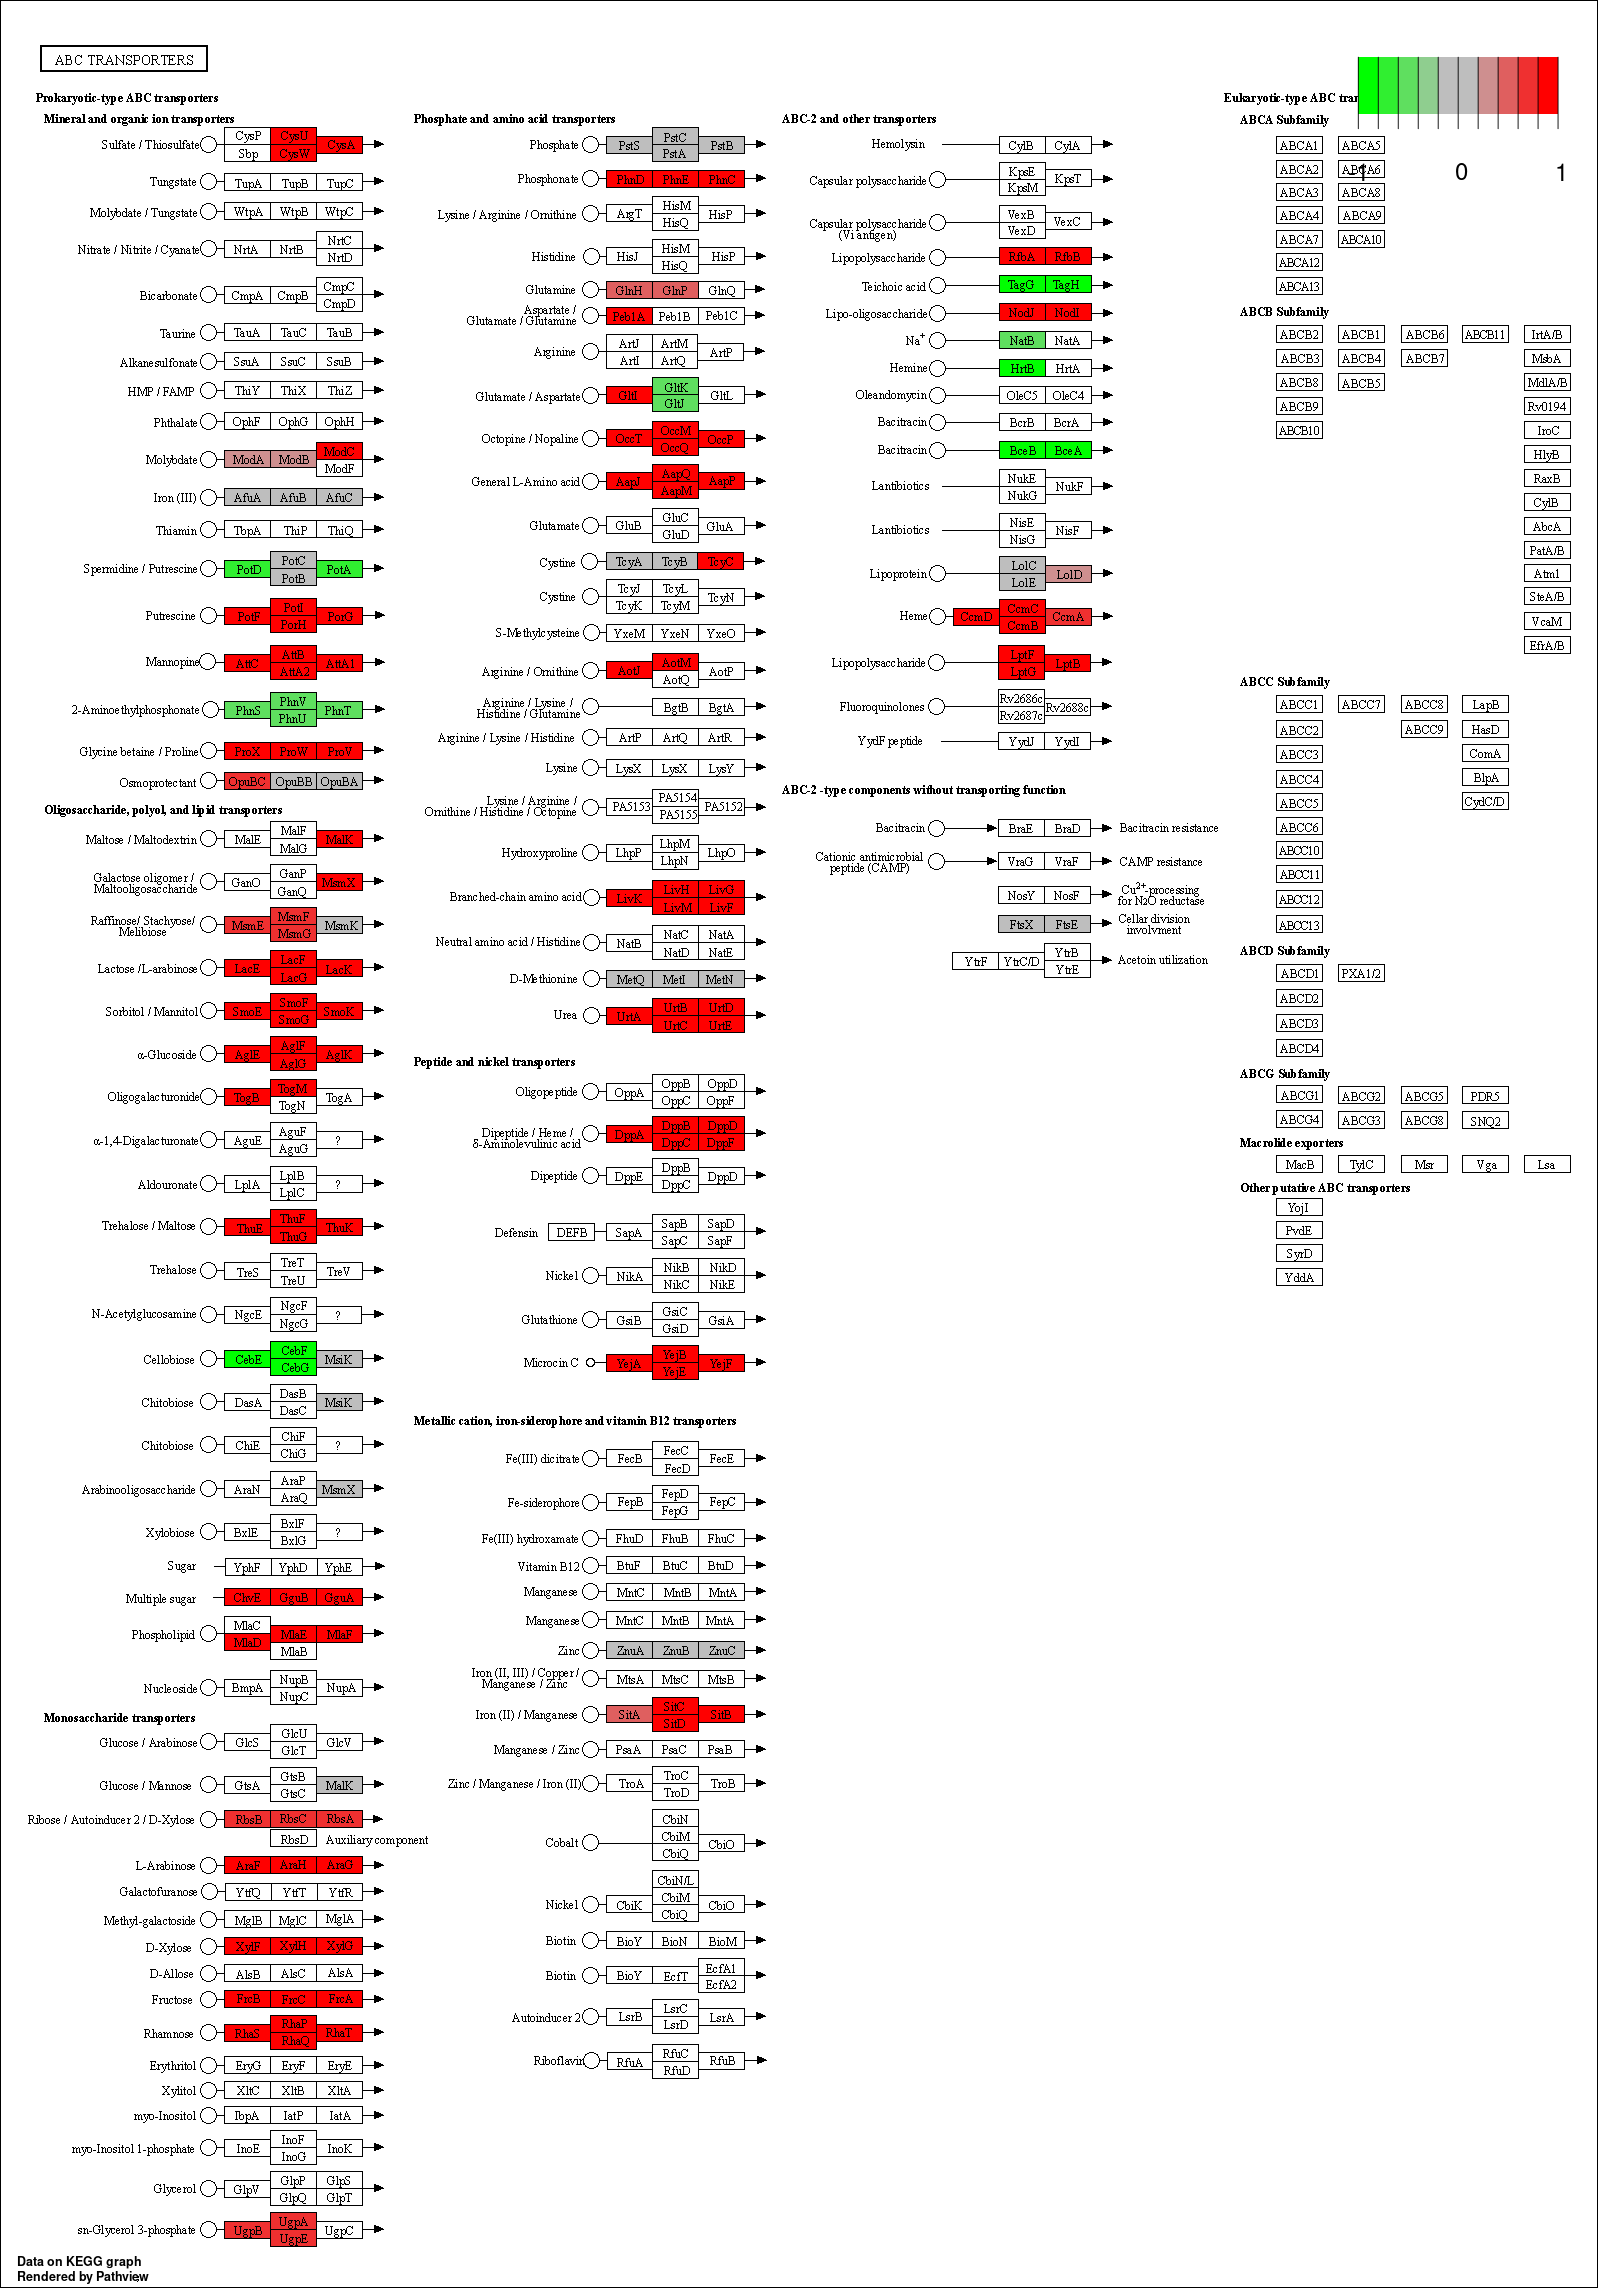 ABC TRANSPORTERS
-1 0 1
Prokaryotic-type ABC transporters
Mineral and organic ion transporters
Sulfate / Thiosulfate CysP CysU CysA
Sbp CysW
Tungstate TupA TupB TupC
Molybdate / Tungstate WtpA WtpB WtpC
Nitrate / Nitrite / Cyanate NrtA NrtB NrtC
NrtD
Bicarbonate CmpA CmpB CmpC
CmpD
Taurine TauA TauC TauB
Alkanesulfonate SsuA SsuC SsuB
HMP / FAMP ThiY ThiX ThiZ
Phthalate OphF OphG OphH
Molybdate ModA ModB ModC
ModF
Iron (III) AfuA AfuB AfuC
Thiamin TbpA ThiP ThiQ
Spermidine / Putrescine PotD PotC PotA
PotB
Putrescine PotF PotI PorG
PorH
Mannopine AttC AttB AttA1
AttA2
2-Aminoethylphosphonate PhnS PhnV PhnT
PhnU
Glycine betaine / Proline ProX ProW ProV
Osmoprotectant OpuBC OpuBB OpuBA
Oligosaccharide, polyol, and lipid transporters
Maltose / Maltodextrin MalE MalF MalK
MalG
Galactose oligomer / Maltooligosaccharide GanO GanP MsmX
GanQ
Raffinose/ Stachyose/ Melibiose MsmE MsmF MsmK
MsmG
Lactose /L-arabinose LacE LacF LacK
LacG
Sorbitol / Mannitol SmoE SmoF SmoK
SmoG
α-Glucoside AglE AglF AglK
AglG
Oligogalacturonide TogB TogM TogA
TogN
α-1,4-Digalacturonate AguE AguF ?
AguG
Aldouronate LplA LplB ?
LplC
Trehalose / Maltose ThuE ThuF ThuK
ThuG
Trehalose TreS TreT TreV
TreU
N-Acetylglucosamine NgcE NgcF ?
NgcG
Cellobiose CebE CebF MsiK
CebG
Chitobiose DasA DasB MsiK
DasC
Chitobiose ChiE ChiF ?
ChiG
Arabinooligosaccharide AraN AraP MsmX
AraQ
Xylobiose BxlE BxlF ?
BxlG
Sugar YphF YphD YphE
Multiple sugar ChvE GguB GguA
Phospholipid MlaC MlaE MlaF
MlaD MlaB
Nucleoside BmpA NupB NupA
NupC
Monosaccharide transporters
Glucose / Arabinose GlcS GlcU GlcV
GlcT
Glucose / Mannose GtsA GtsB MalK
GtsC
Ribose / Autoinducer 2 / D-Xylose RbsB RbsC RbsA
RbsD Auxiliary component
L-Arabinose AraF AraH AraG
Galactofuranose YtfQ YtfT YtfR
Methyl-galactoside MglB MglC MglA
D-Xylose XylF XylH XylG
D-Allose AlsB AlsC AlsA
Fructose FrcB FrcC FrcA
Rhamnose RhaS RhaP RhaT
RhaQ
Erythritol EryG EryF EryE
Xylitol XltC XltB XltA
myo-Inositol IbpA IatP IatA
myo-Inositol 1-phosphate InoE InoF InoK
InoG
Glycerol GlpV GlpP GlpS
GlpQ GlpT
sn-Glycerol 3-phosphate UgpB UgpA UgpC
UgpE
Phosphate and amino acid transporters
Phosphate PstS PstC PstB
PstA
Phosphonate PhnD PhnE PhnC
Lysine / Arginine / Ornithine ArgT HisM HisP
HisQ
Histidine HisJ HisM HisP
HisQ
Glutamine GlnH GlnP GlnQ
Aspartate / Glutamate / Glutamine Peb1A Peb1B Peb1C
Arginine ArtJ ArtM ArtP
ArtI ArtQ
Glutamate / Aspartate GltI GltK GltL
GltJ
Octopine / Nopaline OccT OccM OccP
OccQ
General L-Amino acid AapJ AapQ AapP
AapM
Glutamate GluB GluC GluA
GluD
Cystine TcyA TcyB TcyC
Cystine TcyJ TcyL TcyN
TcyK TcyM
S-Methylcysteine YxeM YxeN YxeO
Arginine / Ornithine AotJ AotM AotP
AotQ
Arginine / Lysine / Histidine / Glutamine BgtB BgtA
Arginine / Lysine / Histidine ArtP ArtQ ArtR
Lysine LysX LysX LysY
Lysine / Arginine / Ornithine / Histidine / Octopine PA5153 PA5154 PA5152
PA5155
Hydroxyproline LhpP LhpM LhpO
LhpN
Branched-chain amino acid LivK LivH LivG
LivM LivF
Neutral amino acid / Histidine NatB NatC NatA
NatD NatE
D-Methionine MetQ MetI MetN
Urea UrtA UrtB UrtD
UrtC UrtE
Peptide and nickel transporters
Oligopeptide OppA OppB OppD
OppC OppF
Dipeptide / Heme / δ-Aminolevulinic acid DppA DppB DppD
DppC DppF
Dipeptide DppE DppB DppD
DppC
Defensin DEFB SapA SapB SapD
SapC SapF
Nickel NikA NikB NikD
NikC NikE
Glutathione GsiB GsiC GsiA
GsiD
Microcin C YejA YejB YejF
YejE
Metallic cation, iron-siderophore and vitamin B12 transporters
Fe(III) dicitrate FecB FecC FecE
FecD
Fe-siderophore FepB FepD FepC
FepG
Fe(III) hydroxamate FhuD FhuB FhuC
Vitamin B12 BtuF BtuC BtuD
Manganese MntC MntB MntA
Manganese MntC MntB MntA
Zinc ZnuA ZnuB ZnuC
Iron (II, III) / Copper / Manganese / Zinc MtsA MtsC MtsB
Iron (II) / Manganese SitA SitC SitB
SitD
Manganese / Zinc PsaA PsaC PsaB
Zinc / Manganese / Iron (II) TroA TroC TroB
TroD
Cobalt CbiN
CbiM CbiO
CbiQ
Nickel CbiN/L
CbiK CbiM CbiO
CbiQ
Biotin BioY BioN BioM
Biotin BioY EcfT EcfA1
EcfA2
Autoinducer 2 LsrB LsrC LsrA
LsrD
Riboflavin RfuA RfuC RfuB
RfuD
ABC-2 and other transporters
Hemolysin CylB CylA
Capsular polysaccharide KpsE KpsT
KpsM
Capsular polysaccharide (Vi antigen) VexB VexC
VexD
Lipopolysaccharide RfbA RfbB
Teichoic acid TagG TagH
Lipo-oligosaccharide NodJ NodI
Na+ NatB NatA
Hemine HrtB HrtA
Oleandomycin OleC5 OleC4
Bacitracin BcrB BcrA
Bacitracin BceB BceA
Lantibiotics NukE NukF
NukG
Lantibiotics NisE NisF
NisG
Lipoprotein LolC LolD
LolE
Heme CcmD CcmC CcmA
CcmB
Lipopolysaccharide LptF LptB
LptG
Fluoroquinolones Rv2686c Rv2688c
Rv2687c
YydF peptide YydJ YydI
ABC-2 -type components without transporting function
Bacitracin BraE BraD Bacitracin resistance
Cationic antimicrobial peptide (CAMP) VraG VraF CAMP resistance
NosY NosF Cu2+-processing for N2O reductase
FtsX FtsE Cellar division involvment
YtrF YtrC/D YtrB Acetoin utilization
YtrE
Eukaryotic-type ABC tran
ABCA Subfamily
ABCA1 ABCA5
ABCA2 ABCA6
ABCA3 ABCA8
ABCA4 ABCA9
ABCA7 ABCA10
ABCA12
ABCA13
ABCB Subfamily
ABCB2 ABCB1 ABCB6 ABCB11 IrtA/B
ABCB3 ABCB4 ABCB7 MsbA
ABCB8 ABCB5 MdlA/B
ABCB9 Rv0194
ABCB10 IroC
HlyB
RaxB
CylB
AbcA
PatA/B
Atm1
SteA/B
VcaM
EfrA/B
ABCC Subfamily
ABCC1 ABCC7 ABCC8 LapB
ABCC2 ABCC9 HasD
ABCC3 ComA
ABCC4 BlpA
ABCC5 CydC/D
ABCC6
ABCC10
ABCC11
ABCC12
ABCC13
ABCD Subfamily
ABCD1 PXA1/2
ABCD2
ABCD3
ABCD4
ABCG Subfamily
ABCG1 ABCG2 ABCG5 PDR5
ABCG4 ABCG3 ABCG8 SNQ2
Macrolide exporters
MacB TylC Msr Vga Lsa
Other putative ABC transporters
YojI
PvdE
SyrD
YddA
Data on KEGG graph
Rendered by Pathview